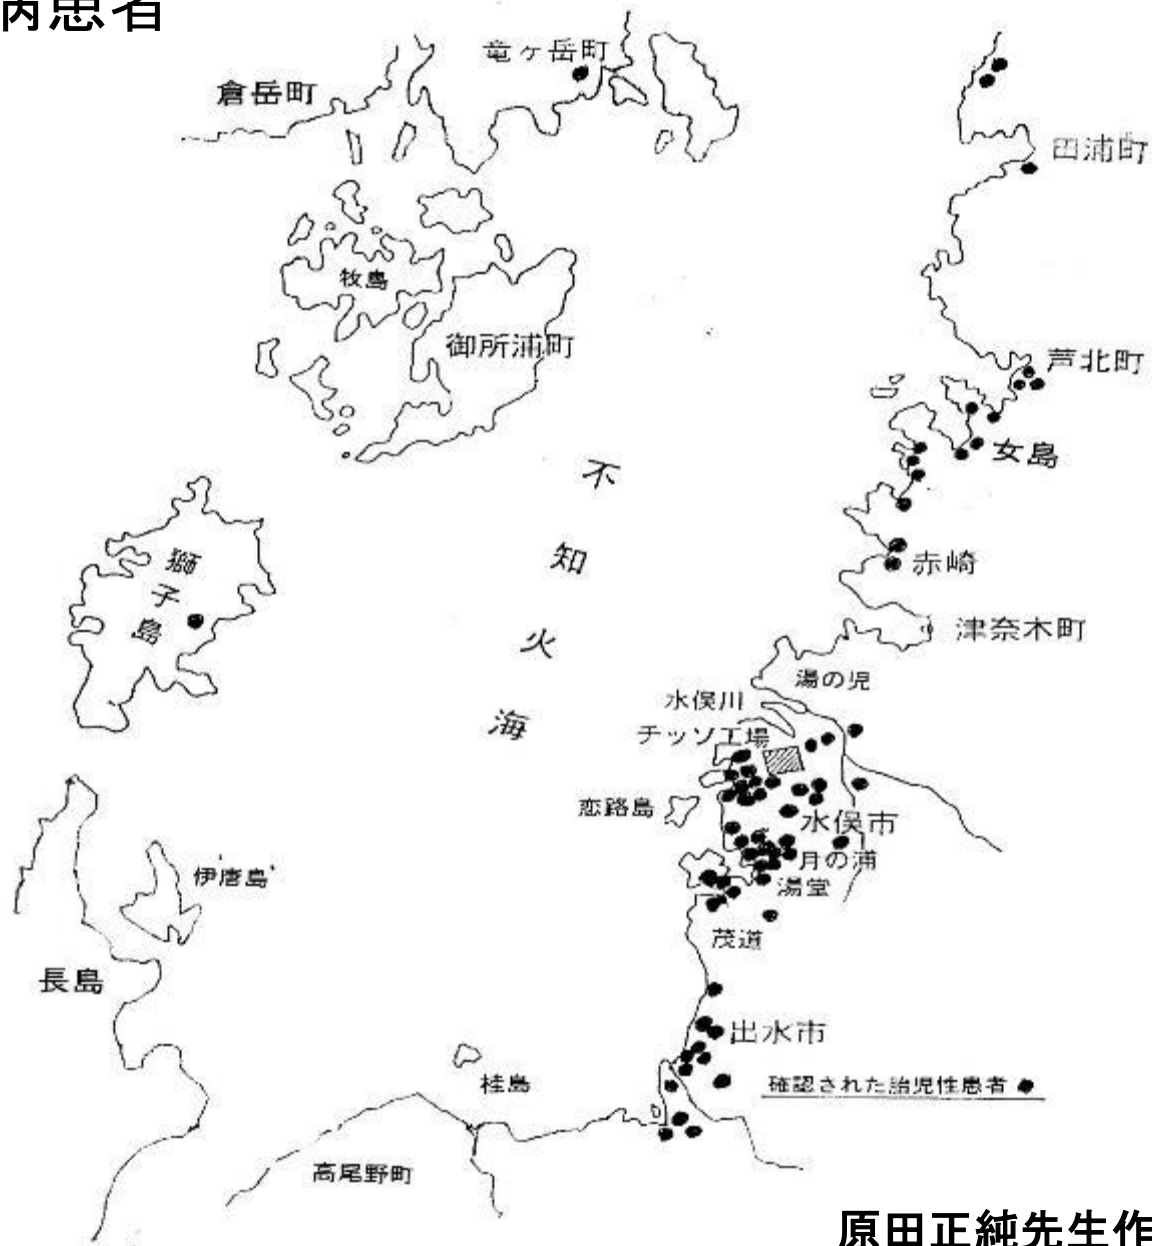 病患者
竜ヶ岳町
倉岳町
田浦町
牧島
御所浦町
芦北町
女島
不知火海
獅子島
赤崎
津奈木町
湯の児
水俣川
チッソ工場
恋路島
水俣市
月の浦
湯堂
伊唐島
茂道
長島
出水市
桂島
確認された胎児性患者
高尾野町
原田正純先生作